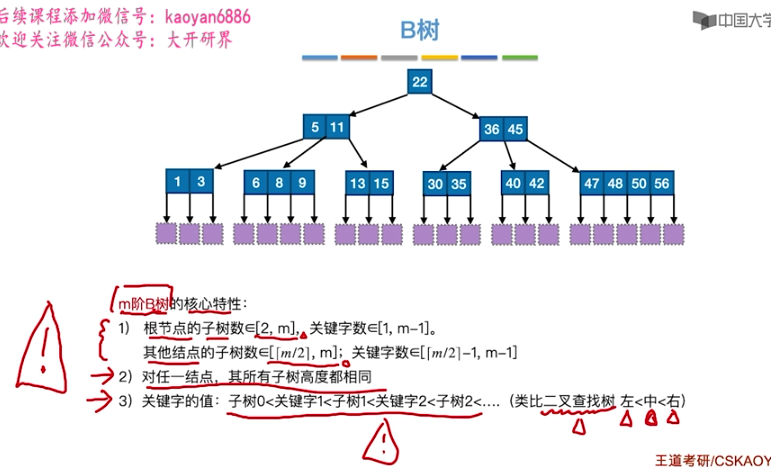 后续课程添加微信号：kaoyan6886
欢迎关注微信公众号：大开研界
中国大学
B树
22
5 11
36 45
1 3
6 8 9
13 15
30 35
40 42
47 48 50 56
m阶B树的核心特性：
1） 根节点的子树数∈[2, m]，关键字数∈[1, m-1]。
其他结点的子树数∈[⌈m/2⌉, m]；关键字数∈[⌈m/2⌉-1, m-1]
2）对任一结点，其所有子树高度都相同
3）关键字的值：子树0<关键字1<子树1<关键字2<子树2<…. （类比二叉查找树 左<中<右）
王道考研/CSKAOY